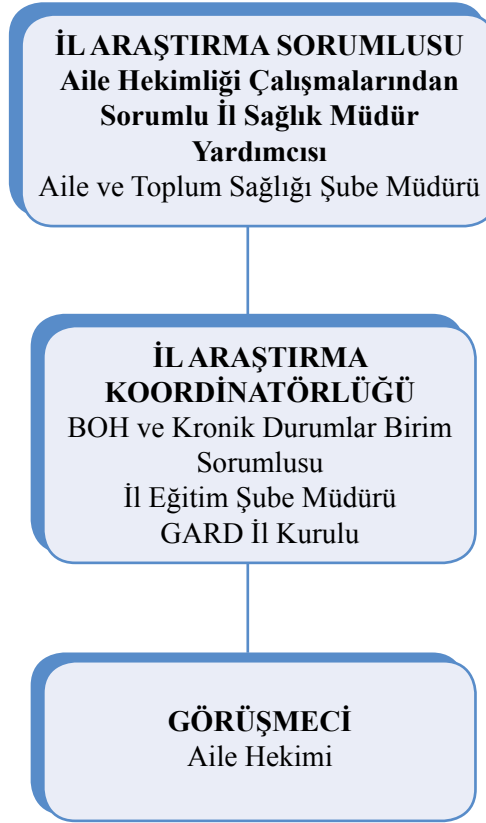 İL ARAŞTIRMA SORUMLUSU
Aile Hekimliği Çalışmalarından
Sorumlu İl Sağlık Müdür
Yardımcısı
Aile ve Toplum Sağlığı Şube Müdürü
İL ARAŞTIRMA
KOORDİNATÖRLÜĞÜ
BOH ve Kronik Durumlar Birim
Sorumlusu
İl Eğitim Şube Müdürü
GARD İl Kurulu
GÖRÜŞMECİ
Aile Hekimi